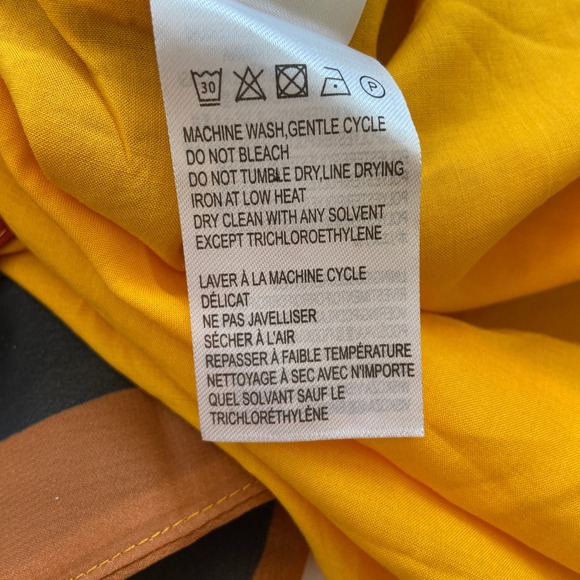 30 P
MACHINE WASH,GENTLE CYCLE
DO NOT BLEACH
DO NOT TUMBLE DRY,LINE DRYING
IRON AT LOW HEAT
DRY CLEAN WITH ANY SOLVENT
EXCEPT TRICHLOROETHYLENE
LAVER À LA MACHINE CYCLE
DÉLICAT
NE PAS JAVELLISER
SÉCHER À L'AIR
REPASSER À FAIBLE TEMPÉRATURE
NETTOYAGE À SEC AVEC N'IMPORTE
QUEL SOLVANT SAUF LE
TRICHLORÉTHYLÈNE